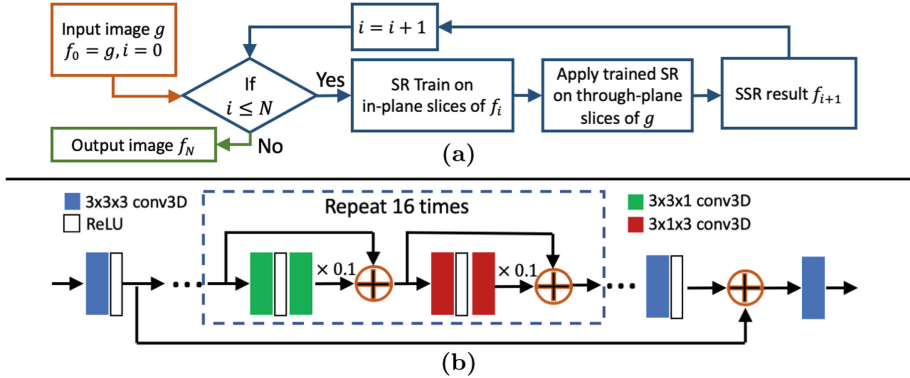 Input image g
f₀ = g, i = 0
i = i + 1
If
i ≤ N
Yes
SR Train on
in-plane slices of fᵢ
Apply trained SR
on through-plane
slices of g
SSR result fᵢ₊₁
Output image f_N
No
(a)
3x3x3 conv3D
ReLU
Repeat 16 times
3x3x1 conv3D
3x1x3 conv3D
× 0.1
× 0.1
(b)